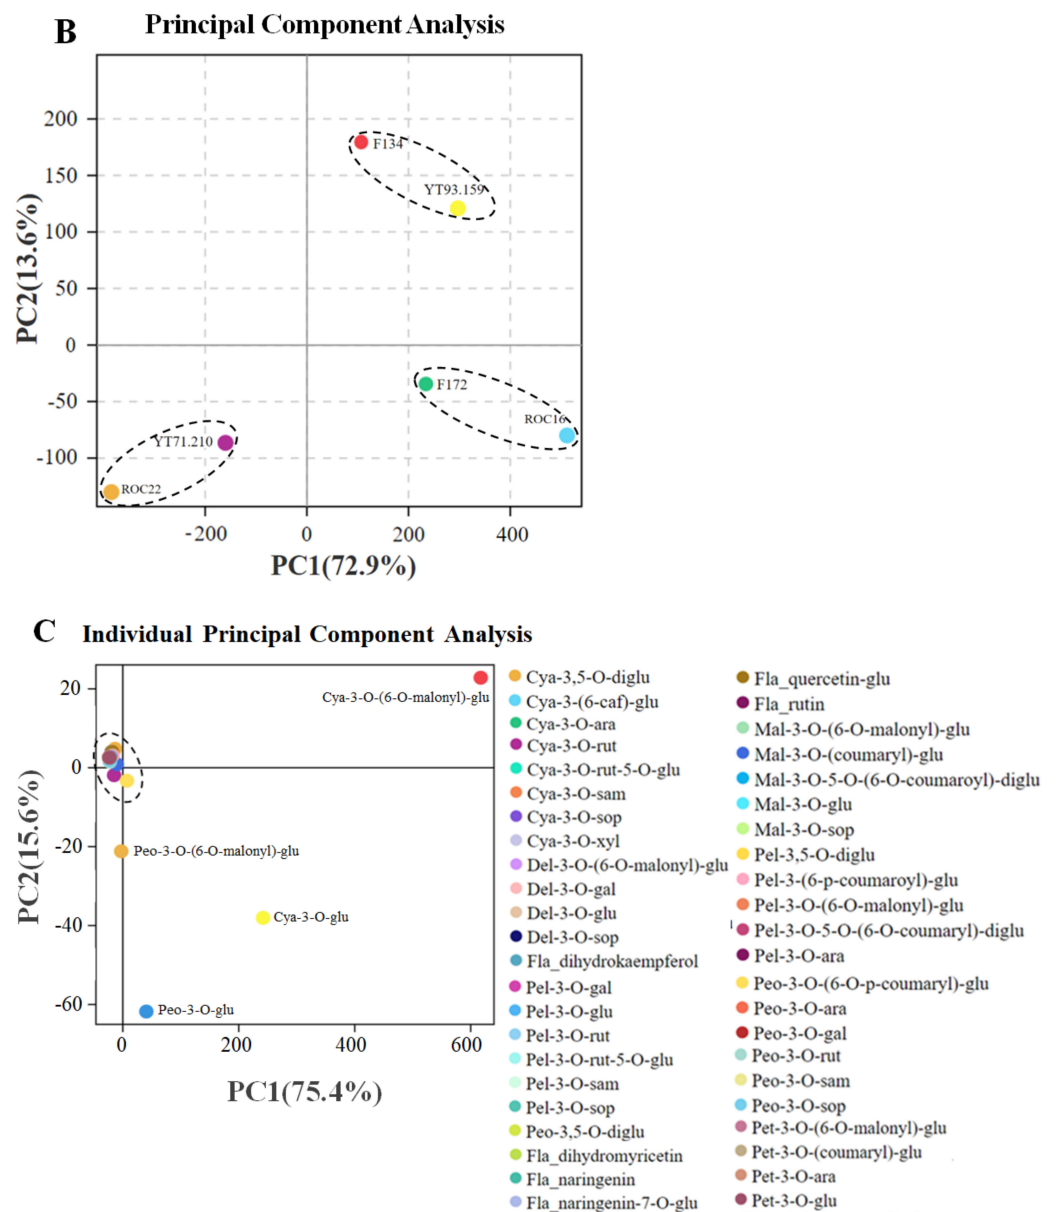 B
Principal Component Analysis
PC2(13.6%)
200
150
100
50
0
-50
-100
F134
YT93.159
F172
ROC16
YT71.210
ROC22
-200
0
200
400
PC1(72.9%)
C
Individual Principal Component Analysis
PC2(15.6%)
20
0
-20
-40
-60
Cya-3-O-(6-O-malonyl)-glu
Peo-3-O-(6-O-malonyl)-glu
Cya-3-O-glu
Peo-3-O-glu
0
200
400
600
PC1(75.4%)
Cya-3,5-O-diglu
Cya-3-(6-caf)-glu
Cya-3-O-ara
Cya-3-O-rut
Cya-3-O-rut-5-O-glu
Cya-3-O-sam
Cya-3-O-sop
Cya-3-O-xyl
Del-3-O-(6-O-malonyl)-glu
Del-3-O-gal
Del-3-O-glu
Del-3-O-sop
Fla_dihydrokaempferol
Pel-3-O-gal
Pel-3-O-glu
Pel-3-O-rut
Pel-3-O-rut-5-O-glu
Pel-3-O-sam
Pel-3-O-sop
Peo-3,5-O-diglu
Fla_dihydromyricetin
Fla_naringenin
Fla_naringenin-7-O-glu
Fla_quercetin-glu
Fla_rutin
Mal-3-O-(6-O-malonyl)-glu
Mal-3-O-(coumaryl)-glu
Mal-3-O-5-O-(6-O-coumaroyl)-diglu
Mal-3-O-glu
Mal-3-O-sop
Pel-3,5-O-diglu
Pel-3-(6-p-coumaroyl)-glu
Pel-3-O-(6-O-malonyl)-glu
Pel-3-O-5-O-(6-O-coumaryl)-diglu
Pel-3-O-ara
Peo-3-O-(6-O-p-coumaryl)-glu
Peo-3-O-ara
Peo-3-O-gal
Peo-3-O-rut
Peo-3-O-sam
Peo-3-O-sop
Pet-3-O-(6-O-malonyl)-glu
Pet-3-O-(coumaryl)-glu
Pet-3-O-ara
Pet-3-O-glu